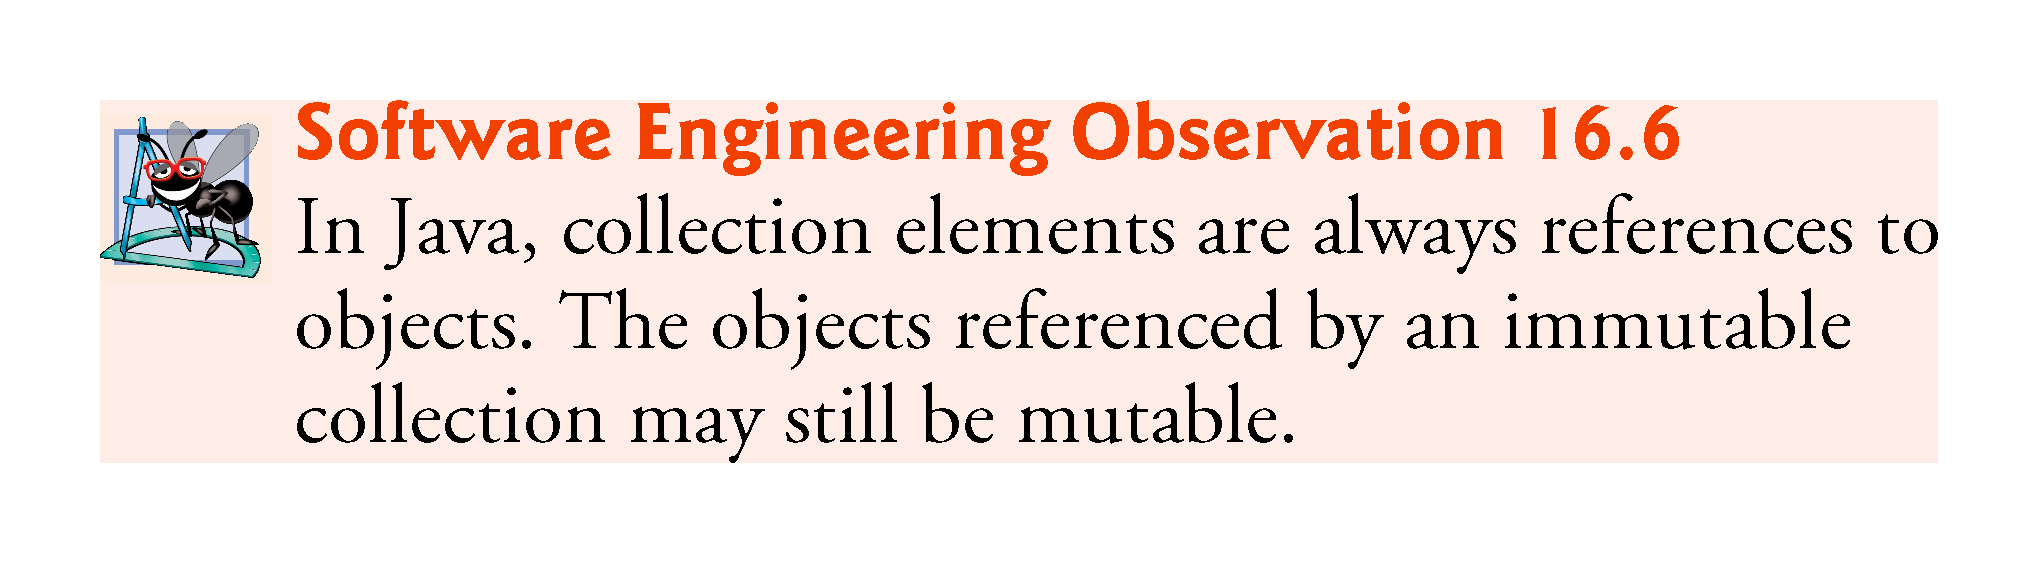 Software Engineering Observation 16.6
In Java, collection elements are always references to
objects. The objects referenced by an immutable
collection may still be mutable.